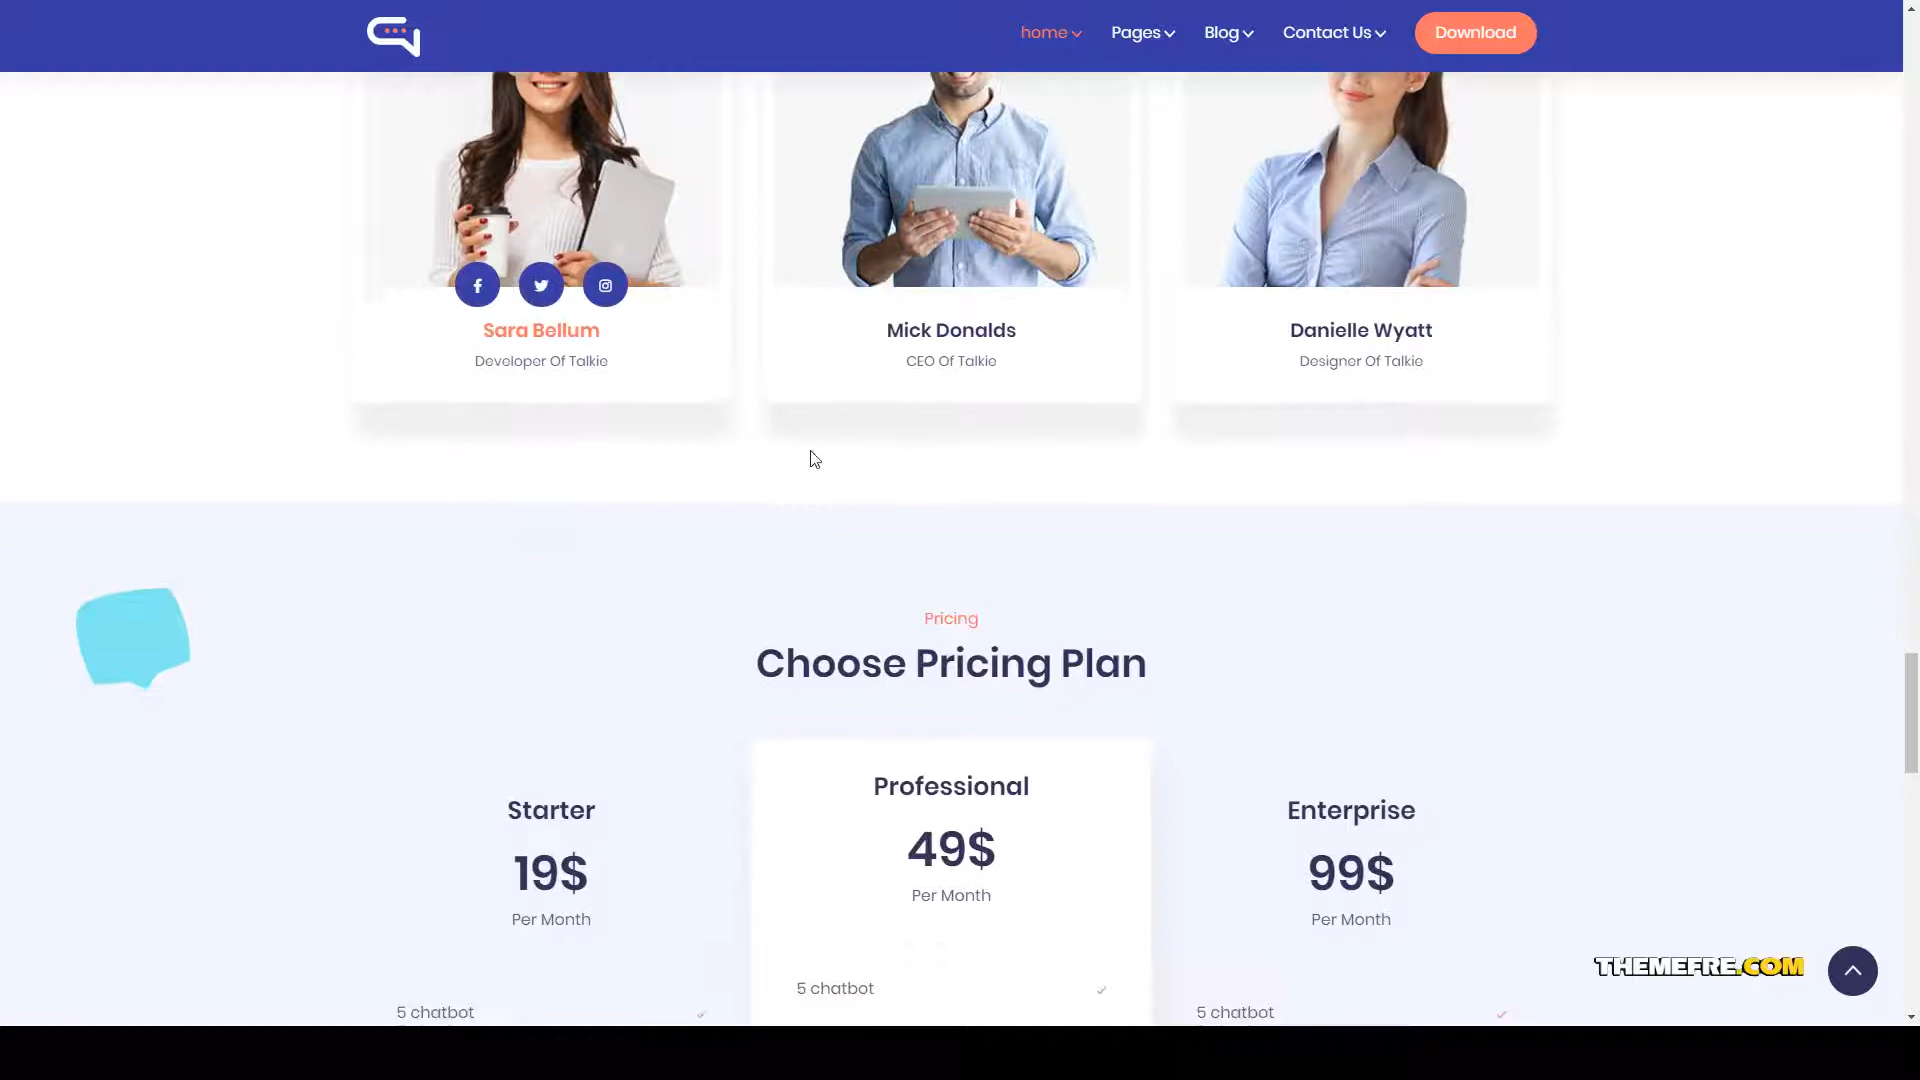 home Pages Blog Contact Us Download
Sara Bellum Mick Donalds Danielle Wyatt
Developer Of Talkie CEO Of Talkie Designer Of Talkie
Pricing
Choose Pricing Plan
Professional
Starter Enterprise
49$
19$ 99$
Per Month
Per Month Per Month
THEMEFRE.COM
5 chatbot
5 chatbot 5 chatbot